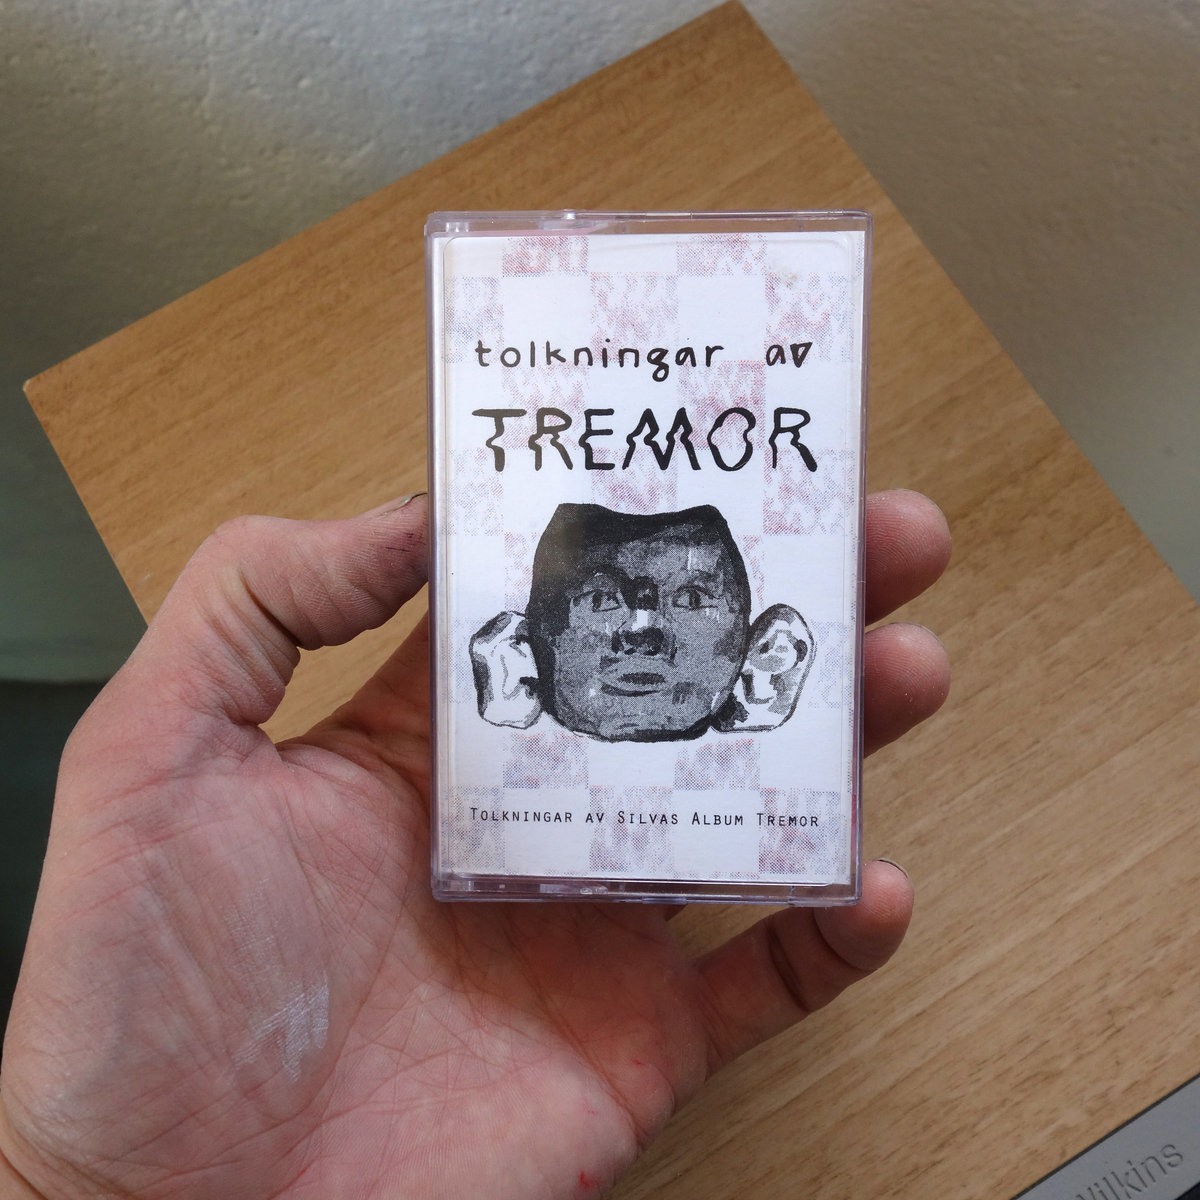 tolkningar av
TREMOR
TOLKNINGAR AV SILVAS ALBUM TREMOR